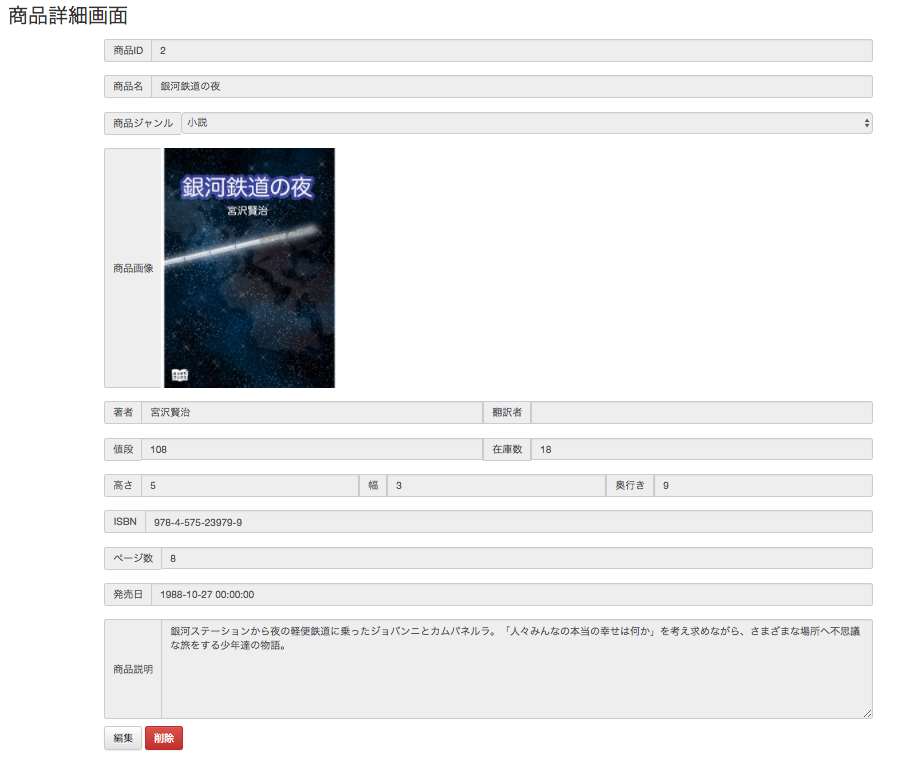 商品詳細画面
商品ID 2
商品名 銀河鉄道の夜
商品ジャンル 小説
商品画像
銀河鉄道の夜
宮沢賢治
著者 宮沢賢治 翻訳者
値段 108 在庫数 18
高さ 5 幅 3 奥行き 9
ISBN 978-4-575-23979-9
ページ数 8
発売日 1988-10-27 00:00:00
商品説明
銀河ステーションから夜の軽便鉄道に乗ったジョバンニとカムパネルラ。「人々みんなの本当の幸せは何か」を考え求めながら、さまざまな場所へ不思議
な旅をする少年達の物語。
編集 削除